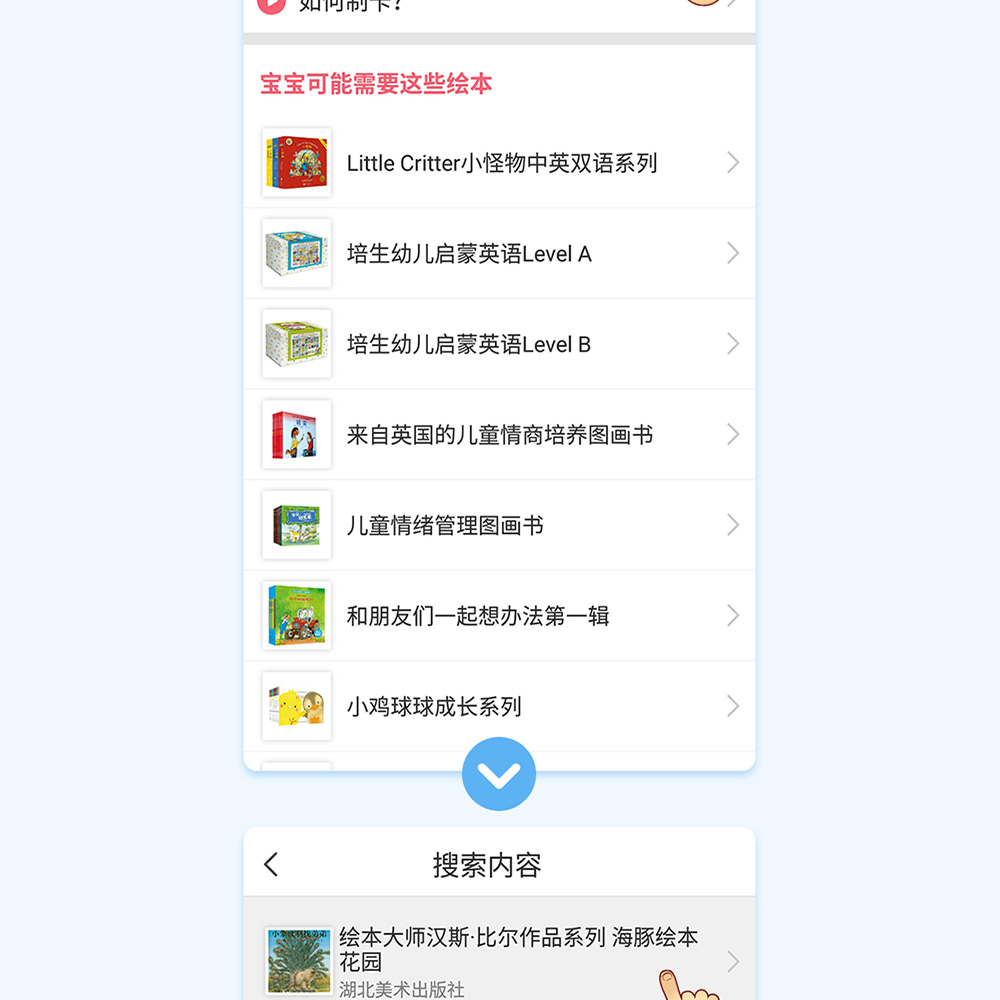 如何制卡?
宝宝可能需要这些绘本
Little Critter小怪物中英双语系列
培生幼儿启蒙英语Level A
培生幼儿启蒙英语Level B
来自英国的儿童情商培养图画书
儿童情绪管理图画书
和朋友们一起想办法第一辑
小鸡球球成长系列
搜索内容
绘本大师汉斯·比尔作品系列 海豚绘本
花园
湖北美术出版社